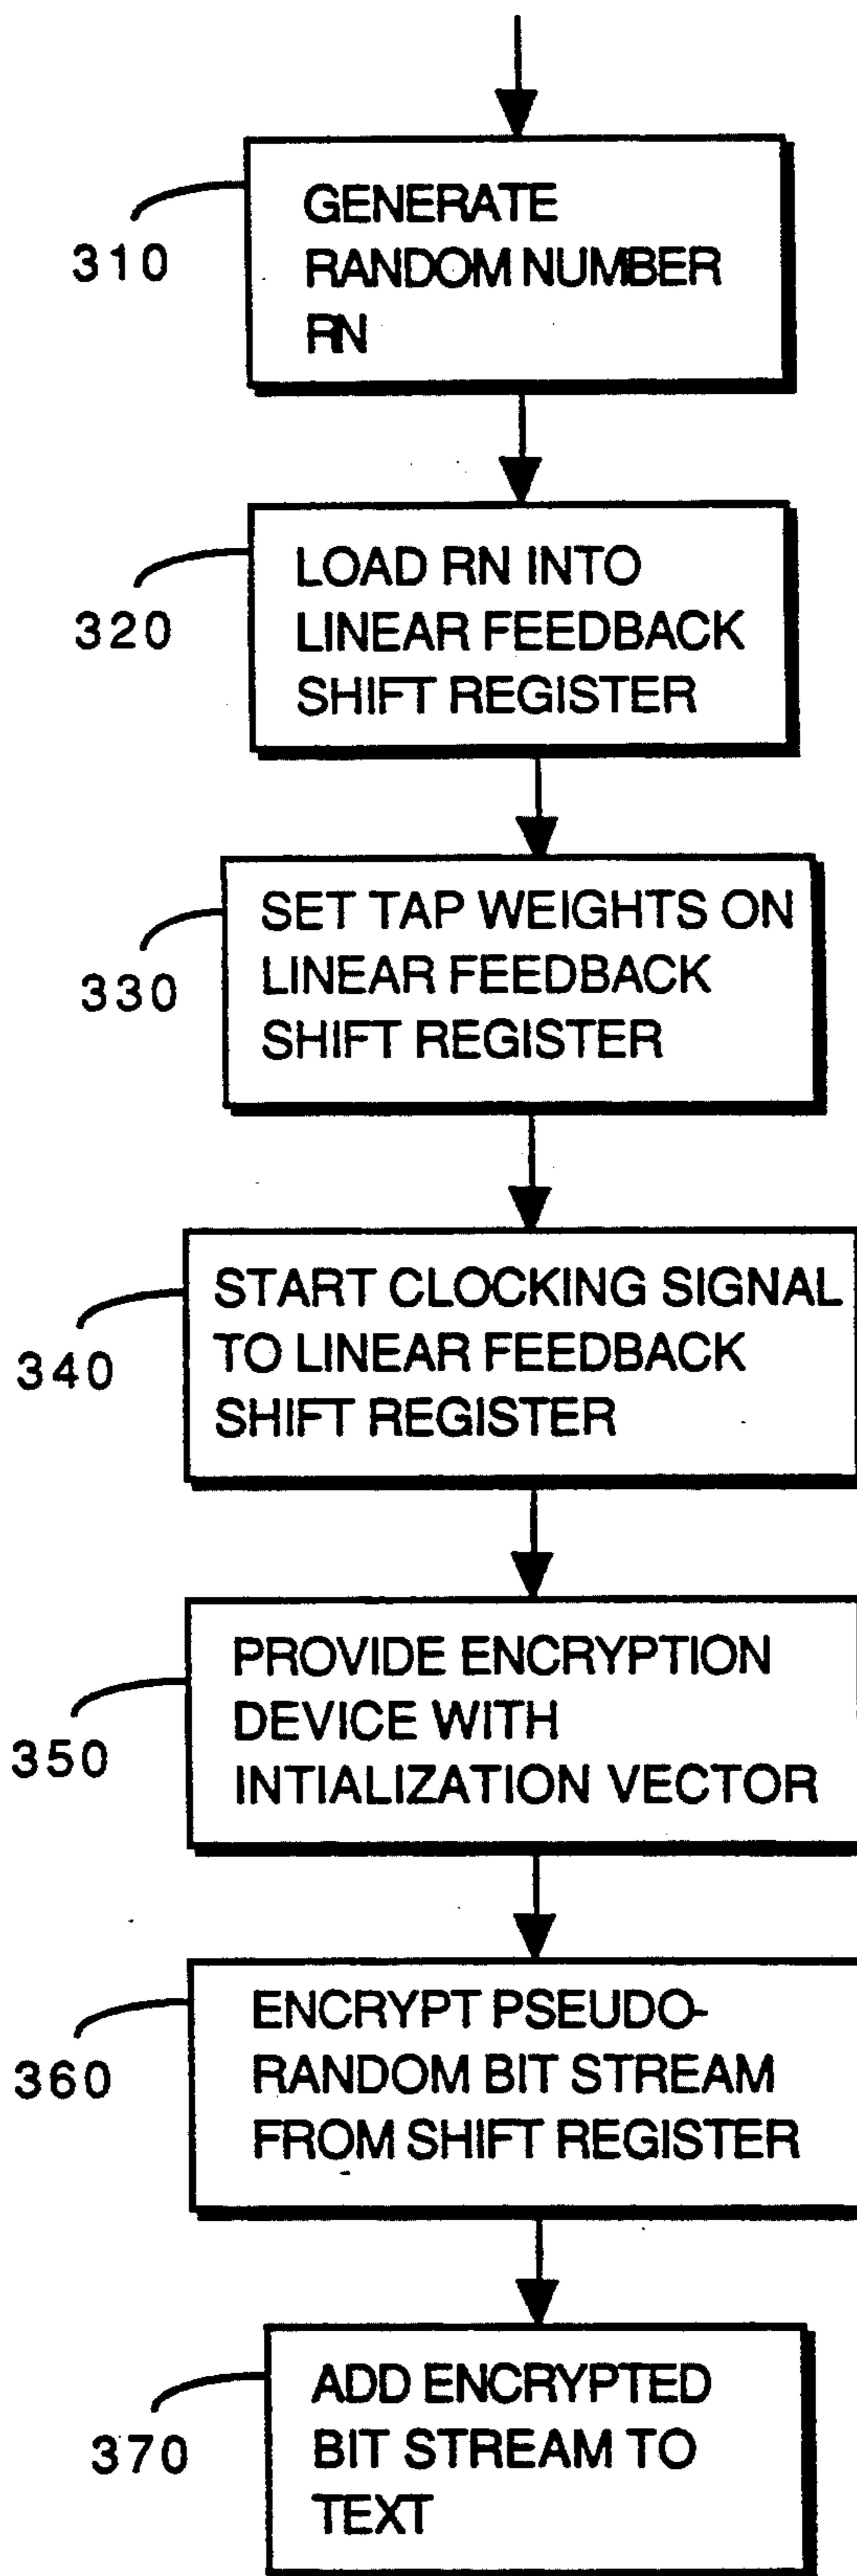 310
GENERATE
RANDOM NUMBER
RN
320
LOAD RN INTO
LINEAR FEEDBACK
SHIFT REGISTER
330
SET TAP WEIGHTS ON
LINEAR FEEDBACK
SHIFT REGISTER
340
START CLOCKING SIGNAL
TO LINEAR FEEDBACK
SHIFT REGISTER
350
PROVIDE ENCRYPTION
DEVICE WITH
INTIALIZATION VECTOR
360
ENCRYPT PSEUDO-
RANDOM BIT STREAM
FROM SHIFT REGISTER
370
ADD ENCRYPTED
BIT STREAM TO
TEXT